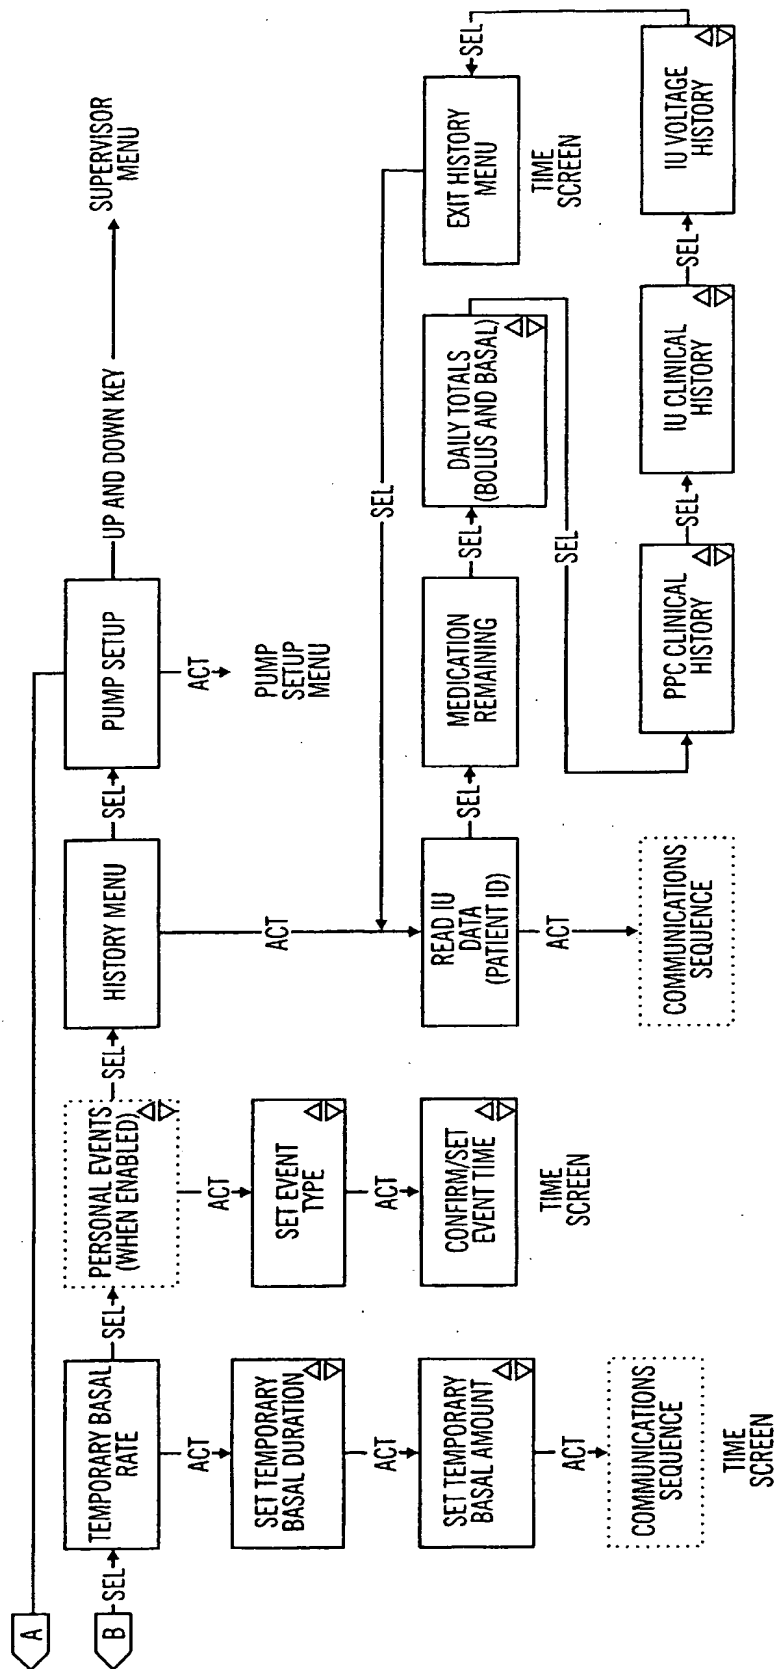 A
B
SEL
TEMPORARY BASAL
RATE
SEL
PERSONAL EVENTS
(WHEN ENABLED)
SEL
HISTORY MENU
SEL
PUMP SETUP
UP AND DOWN KEY
SUPERVISOR
MENU
ACT
SET TEMPORARY
BASAL DURATION
ACT
SET TEMPORARY
BASAL AMOUNT
ACT
COMMUNICATIONS
SEQUENCE
TIME
SCREEN
ACT
SET EVENT
TYPE
ACT
CONFIRM/SET
EVENT TIME
TIME
SCREEN
ACT
PUMP
SETUP
MENU
ACT
SEL
READ IU
DATA
(PATIENT ID)
SEL
MEDICATION
REMAINING
SEL
DAILY TOTALS
(BOLUS AND BASAL)
EXIT HISTORY
MENU
TIME
SCREEN
SEL
ACT
COMMUNICATIONS
SEQUENCE
SEL
PPC CLINICAL
HISTORY
SEL
IU CLINICAL
HISTORY
SEL
IU VOLTAGE
HISTORY